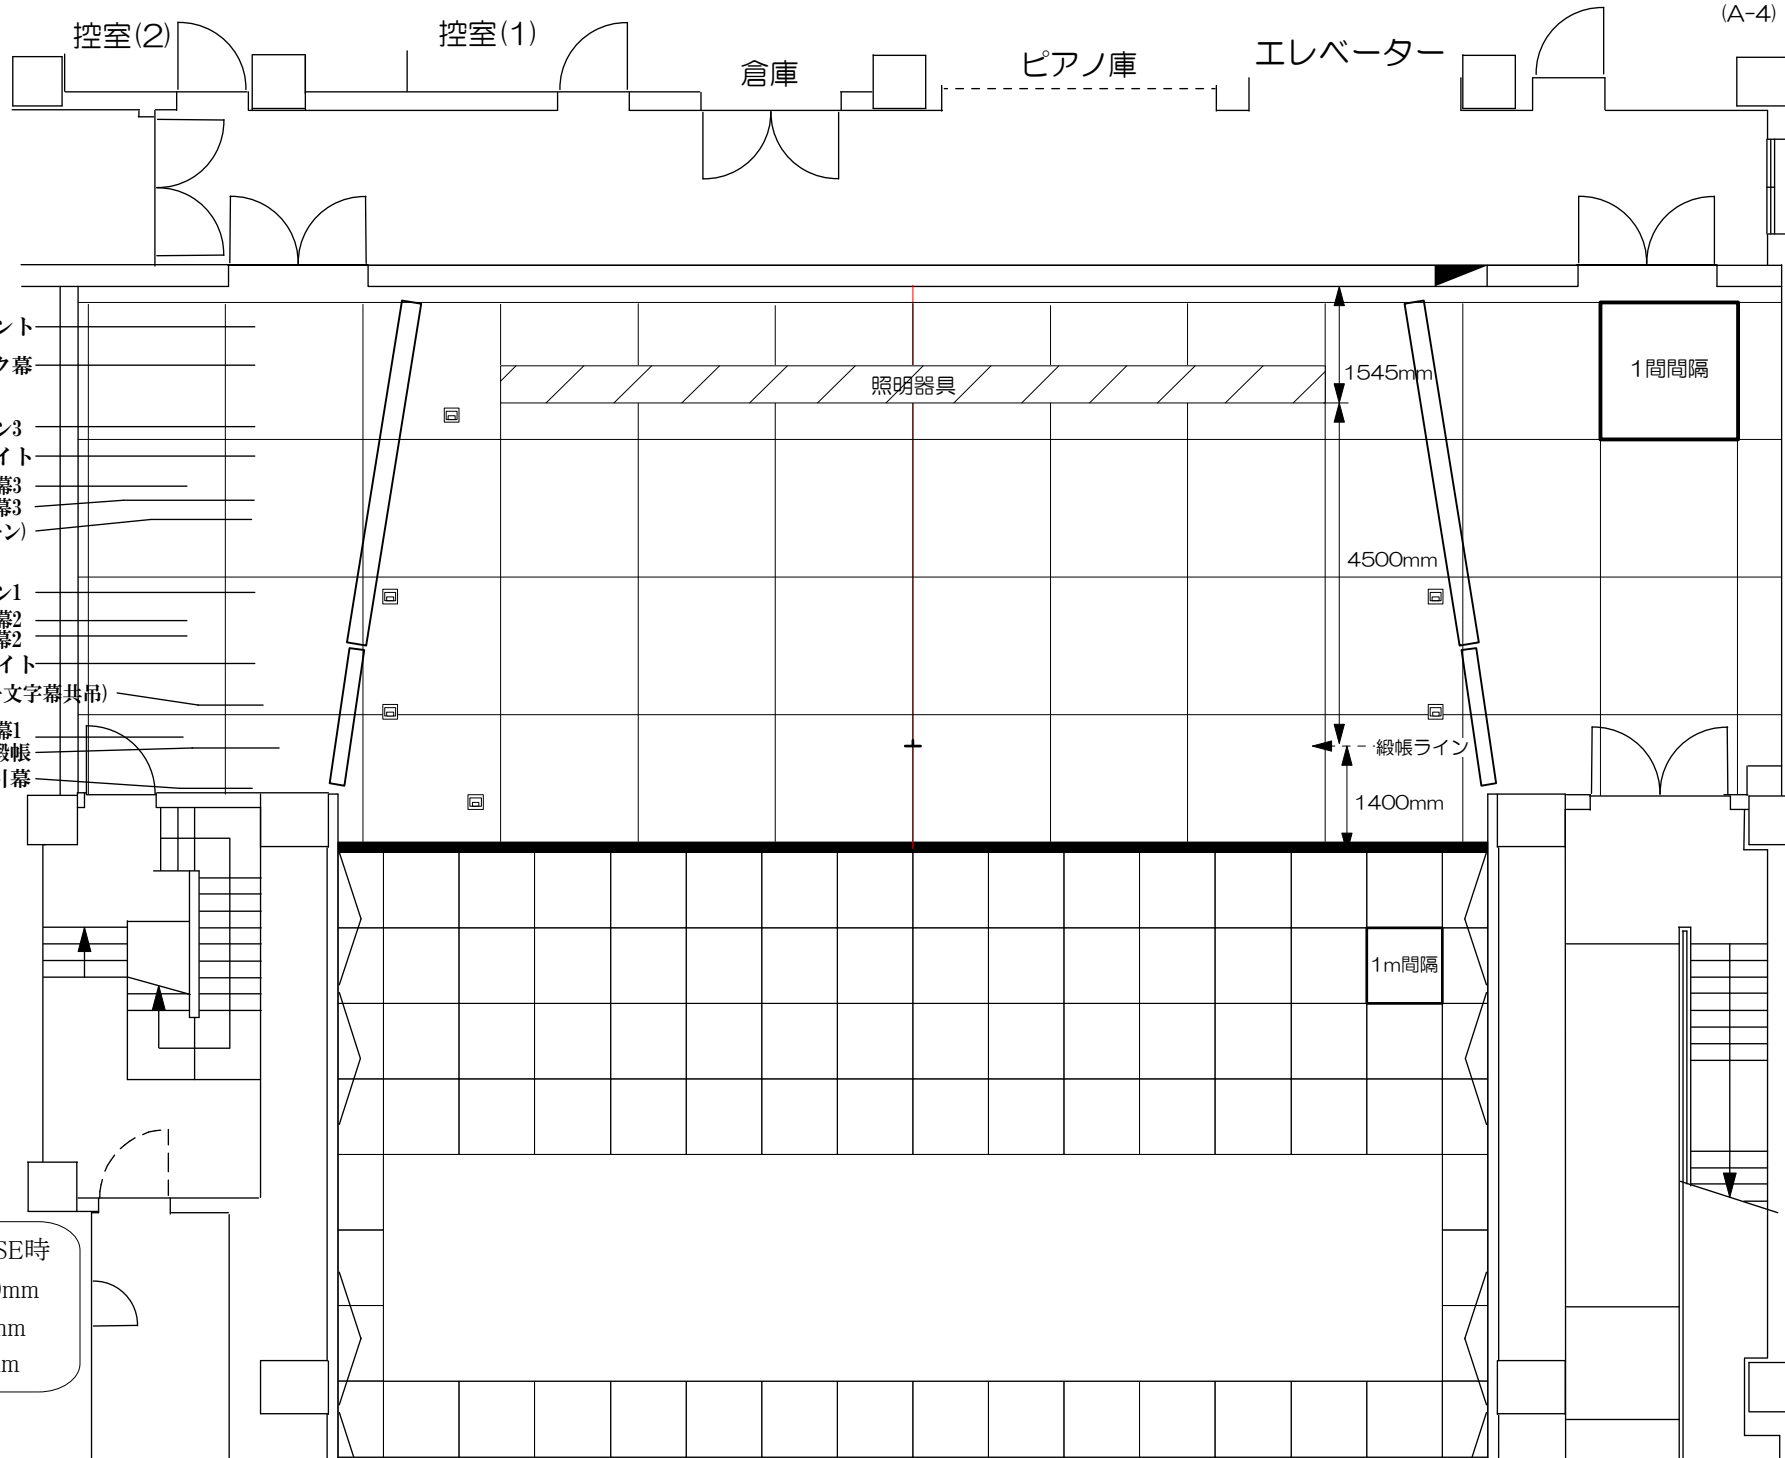 (A-4)
控室(2)
控室(1)
倉庫
ピアノ庫
エレベーター
ント
ク幕
ン3
イト
幕3
幕3
ーン)
ン1
幕2
幕2
イト
文字幕共吊)
幕1
緞帳
引幕
照明器具
1545mm
1間間隔
4500mm
緞帳ライン
1400mm
1m間隔
SE時
mm
mm
m